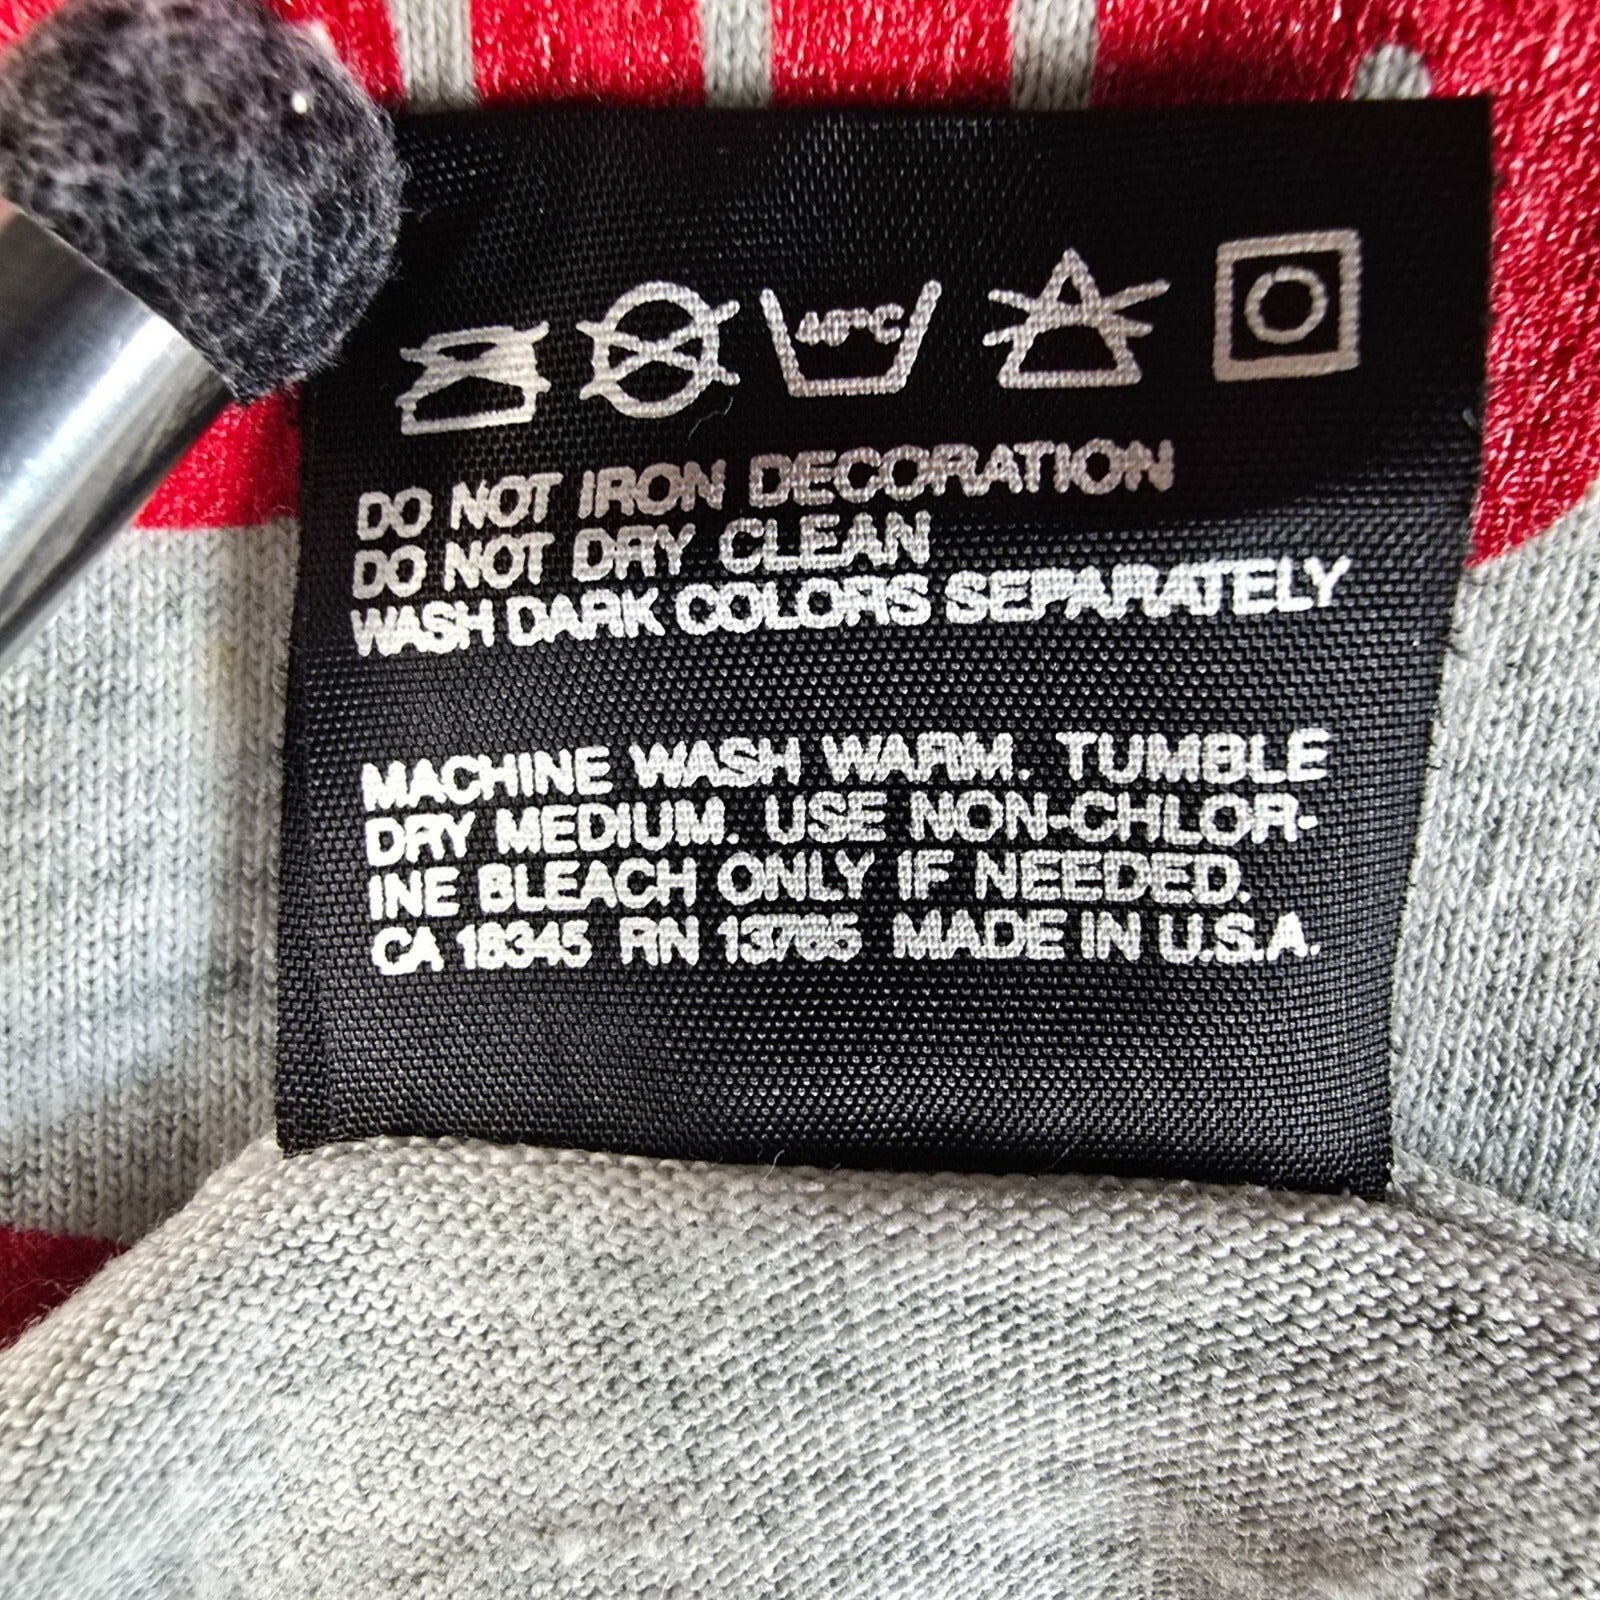 40°C
DO NOT IRON DECORATION
DO NOT DRY CLEAN
WASH DARK COLORS SEPARATELY
MACHINE WASH WARM. TUMBLE
DRY MEDIUM. USE NON-CHLOR-
INE BLEACH ONLY IF NEEDED.
CA 18345 RN 13765 MADE IN U.S.A.